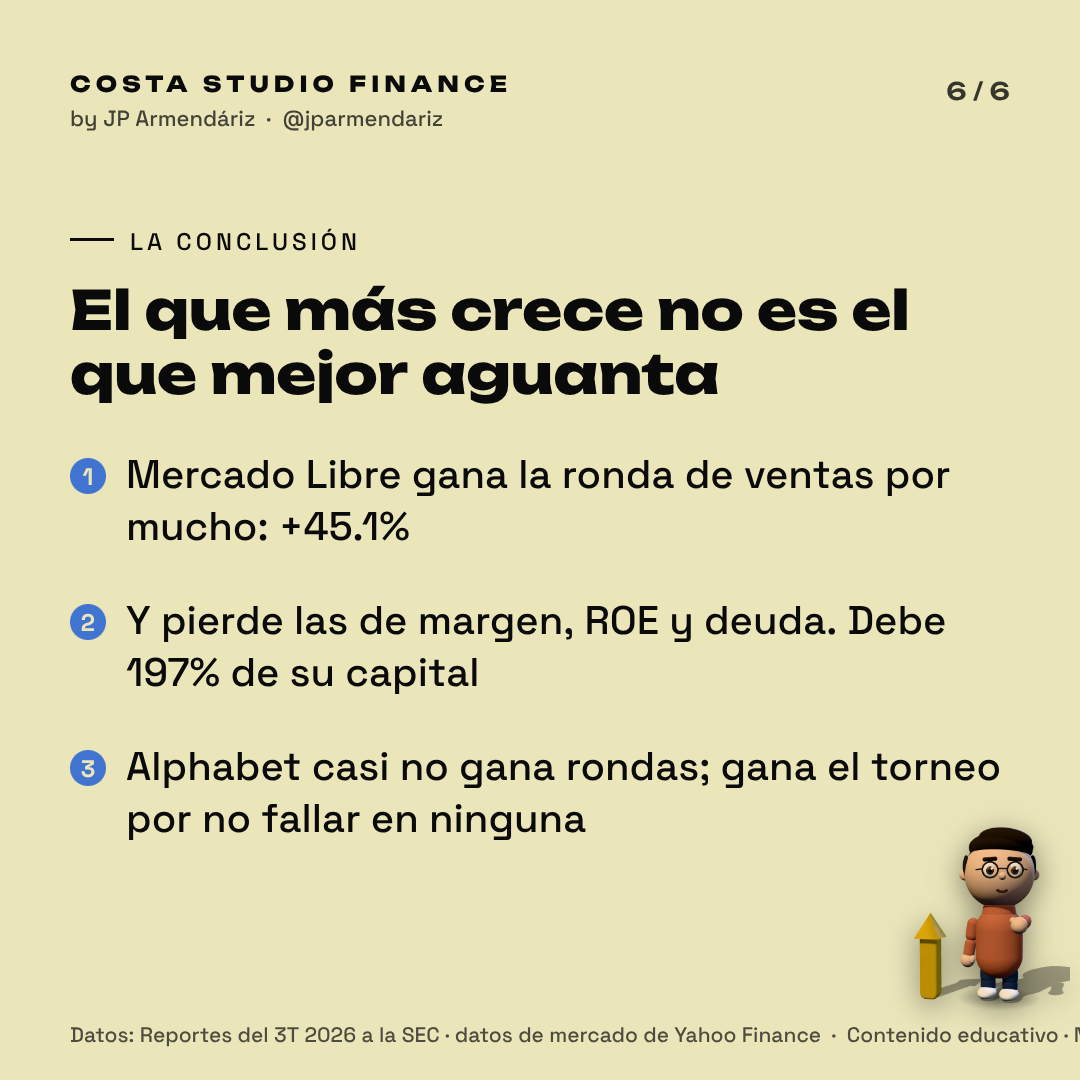 COSTA STUDIO FINANCE
by JP Armendáriz · @jparmendariz
6/6
LA CONCLUSIÓN
El que más crece no es el
que mejor aguanta
1 Mercado Libre gana la ronda de ventas por
mucho: +45.1%
2 Y pierde las de margen, ROE y deuda. Debe
197% de su capital
3 Alphabet casi no gana rondas; gana el torneo
por no fallar en ninguna
Datos: Reportes del 3T 2026 a la SEC · datos de mercado de Yahoo Finance · Contenido educativo ·